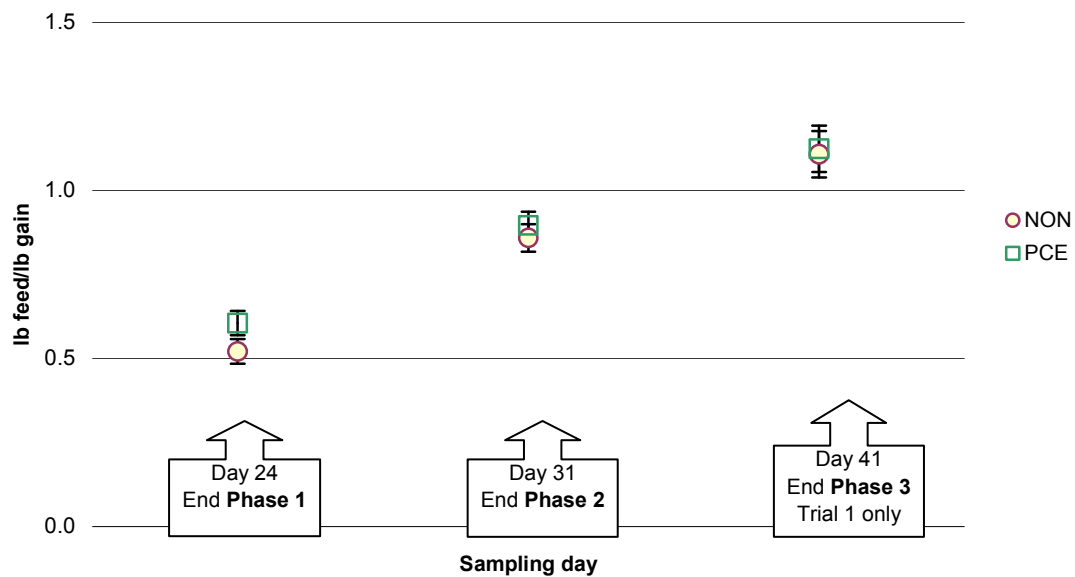 1.5
1.0
0.5
0.0
lb feed/lb gain
NON
PCE
Day 24
End Phase 1
Day 31
End Phase 2
Day 41
End Phase 3
Trial 1 only
Sampling day